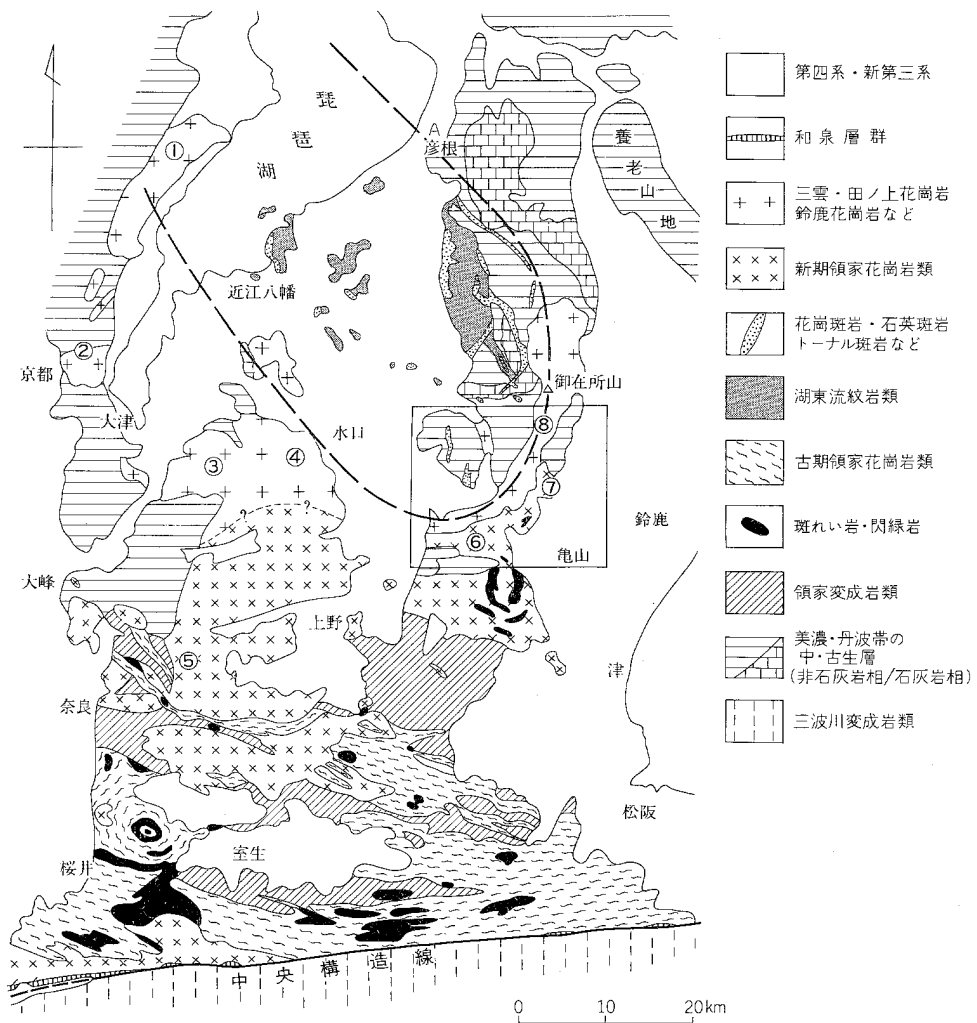 琵
琶
湖
A
彦根
養
老
山
地
①
近江八幡
②
京都
大津
水口
御在所山
③
④
⑧
⑦
鈴鹿
⑥
亀山
大峰
上野
⑤
津
奈良
松阪
室生
桜井
中央構造線
?
?
0 10 20km
第四系・新第三系
和泉層群
三雲・田ノ上花崗岩
鈴鹿花崗岩など
新期領家花崗岩類
花崗斑岩・石英斑岩
トーナル斑岩など
湖東流紋岩類
古期領家花崗岩類
斑れい岩・閃緑岩
領家変成岩類
美濃・丹波帯の
中・古生層
(非石灰岩相/石灰岩相)
三波川変成岩類